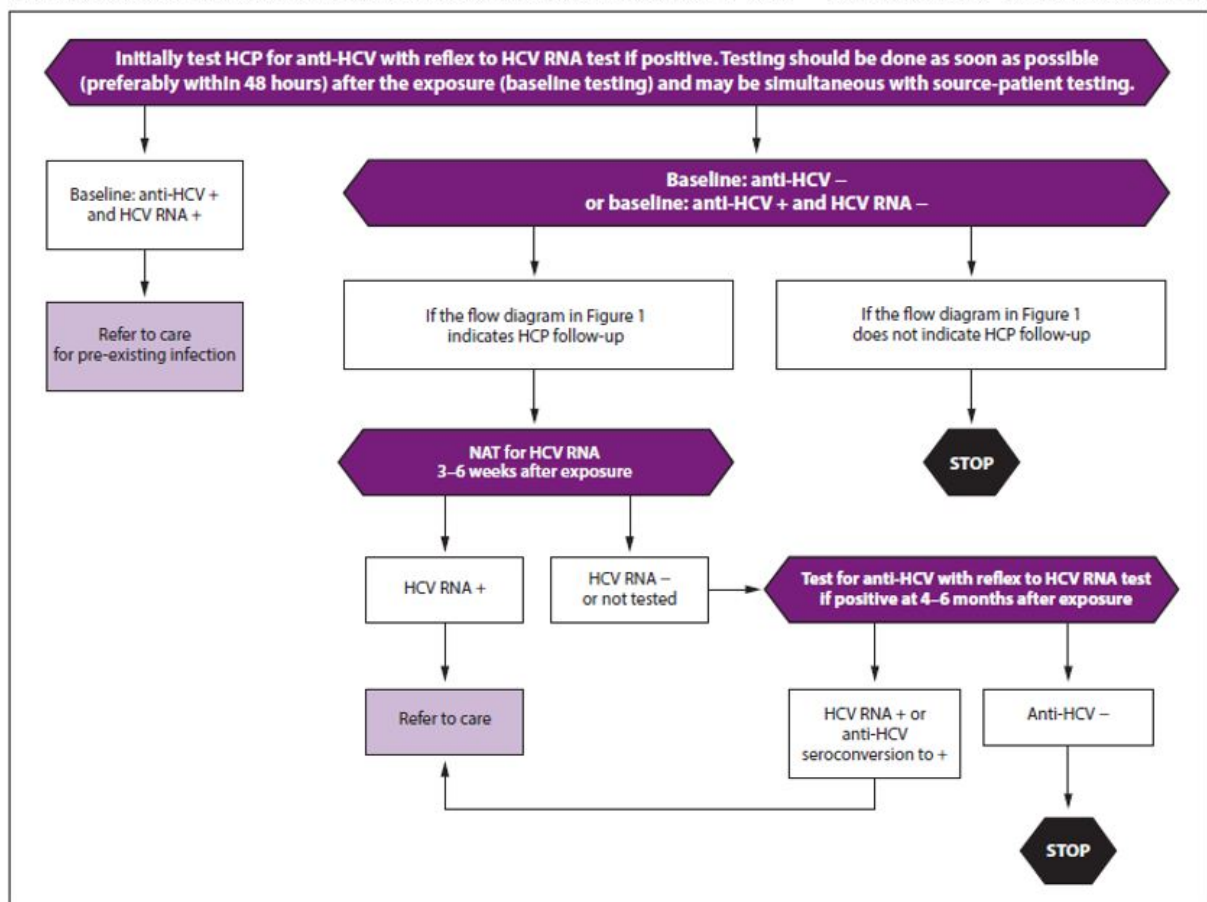 Initially test HCP for anti-HCV with reflex to HCV RNA test if positive. Testing should be done as soon as possible
(preferably within 48 hours) after the exposure (baseline testing) and may be simultaneous with source-patient testing.
Baseline: anti-HCV +
and HCV RNA +
Refer to care
for pre-existing infection
Baseline: anti-HCV –
or baseline: anti-HCV + and HCV RNA –
If the flow diagram in Figure 1
indicates HCP follow-up
If the flow diagram in Figure 1
does not indicate HCP follow-up
STOP
NAT for HCV RNA
3–6 weeks after exposure
HCV RNA +
HCV RNA –
or not tested
Test for anti-HCV with reflex to HCV RNA test
if positive at 4–6 months after exposure
Refer to care
HCV RNA + or
anti-HCV
seroconversion to +
Anti-HCV –
STOP